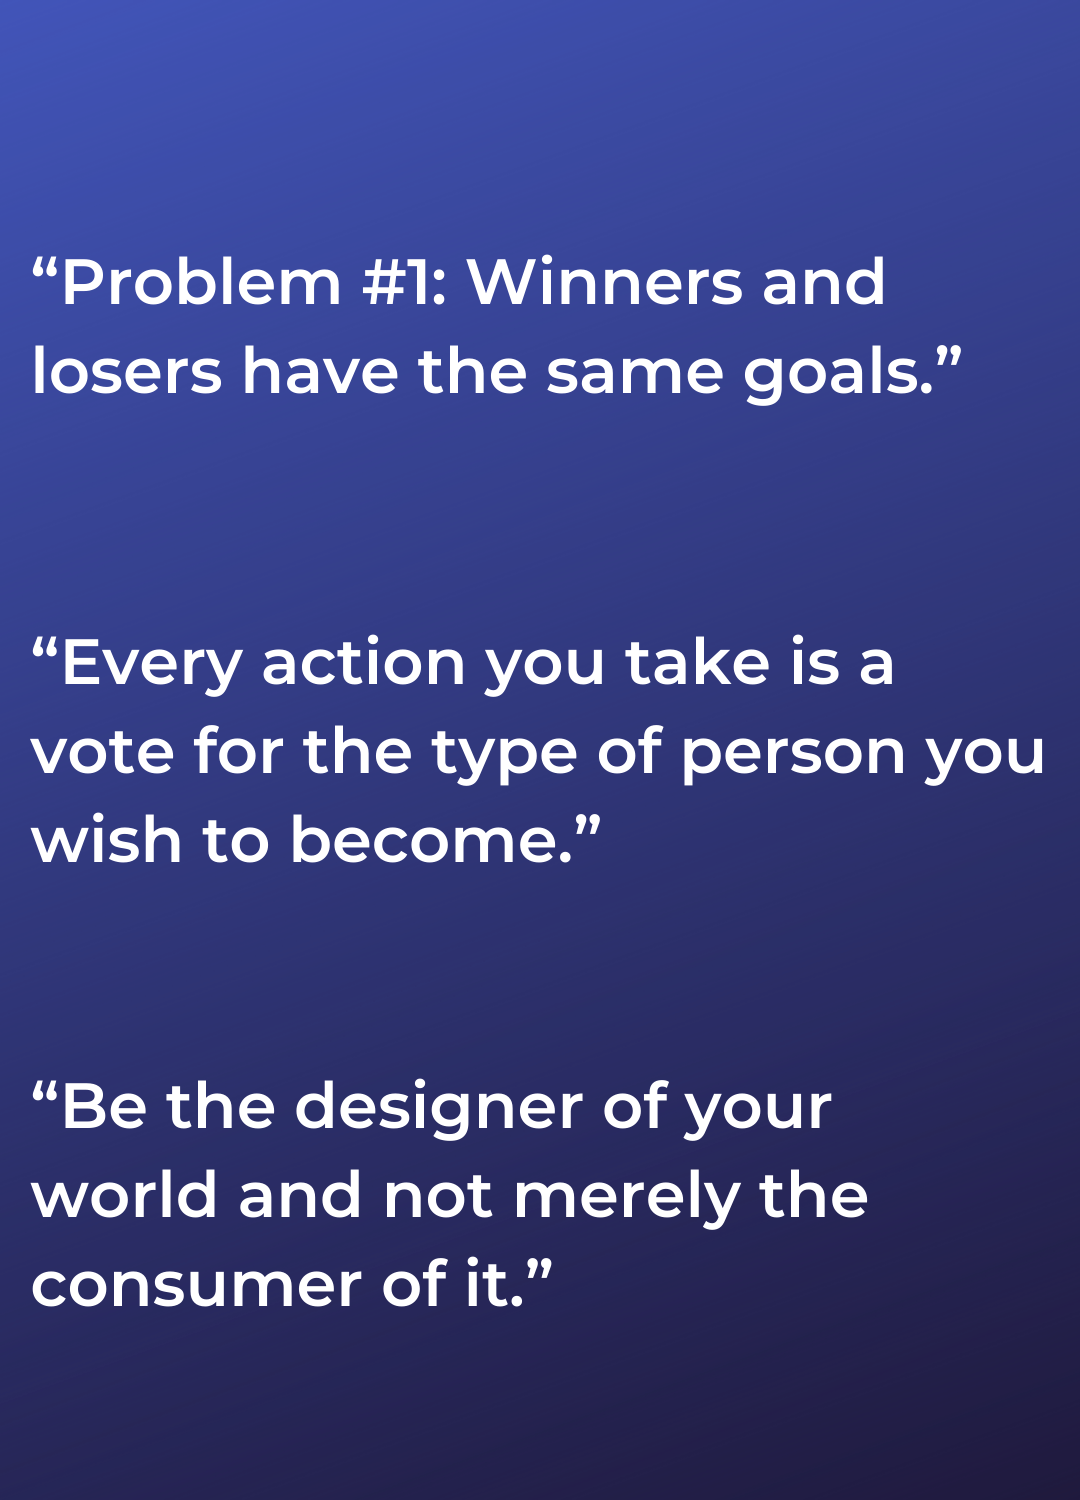 “Problem #1: Winners and
losers have the same goals.”
“Every action you take is a
vote for the type of person you
wish to become.”
“Be the designer of your
world and not merely the
consumer of it.”